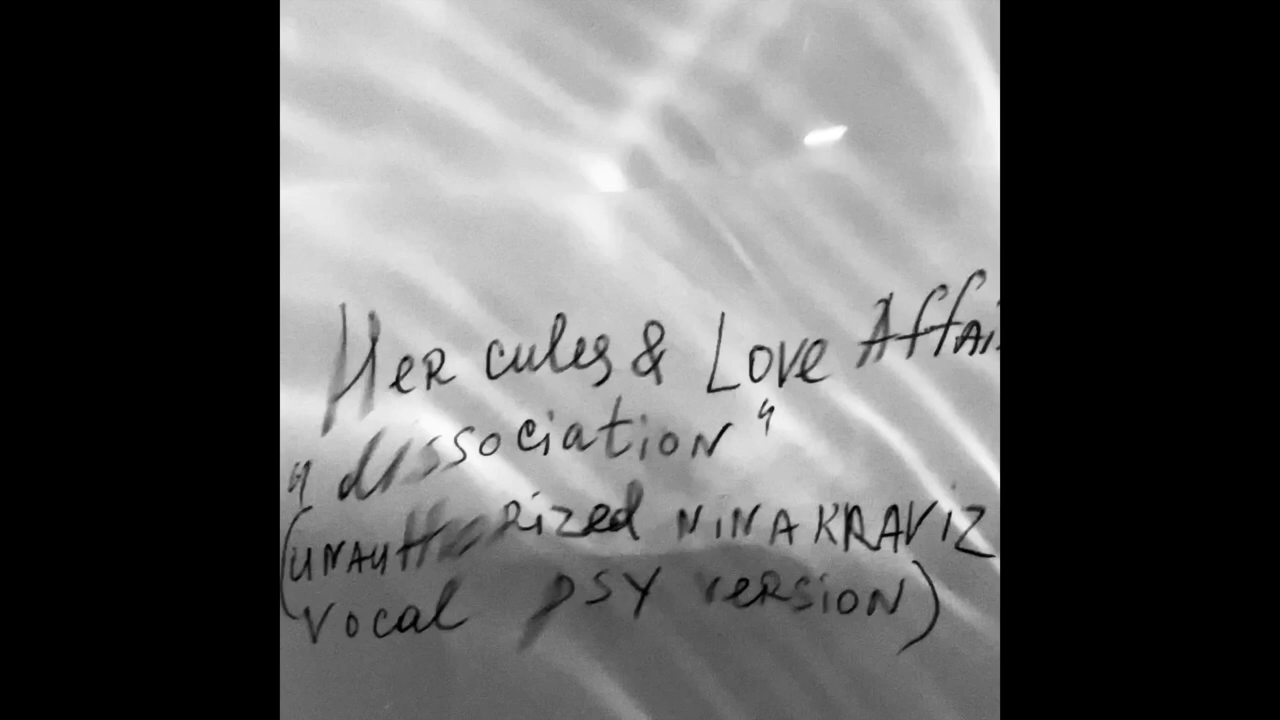 Hercules & Love Affai
"dissociation"
(UNAUthoRized NINA KRAViZ
vocal PSY veRSiON)